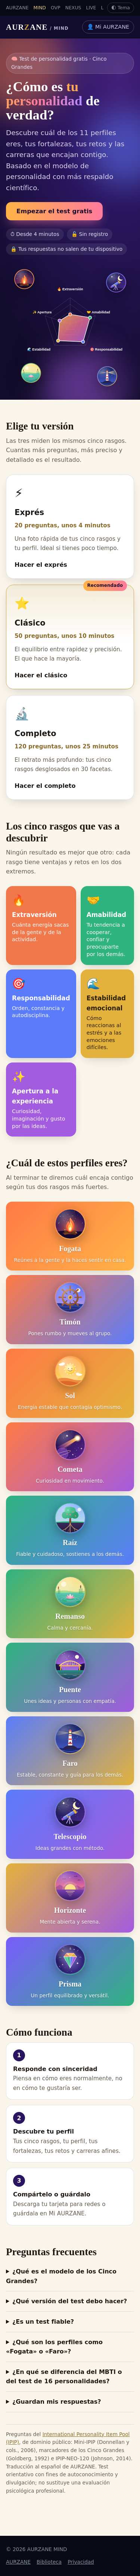 AURZANE MIND OVP NEXUS LIVE L Tema
AURZANE / MIND
Mi AURZANE
Test de personalidad gratis · Cinco
Grandes
¿Cómo es tu
personalidad de
verdad?
Descubre cuál de los 11 perfiles
eres, tus fortalezas, tus retos y
las carreras que encajan contigo.
Basado en el modelo de
personalidad con más respaldo
científico.
Empezar el test gratis
Desde 4 minutos
Sin registro
Tus respuestas no salen de tu dispositivo
Extraversión
Apertura
Amabilidad
Estabilidad
Responsabilidad
Elige tu versión
Las tres miden los mismos cinco rasgos.
Cuantas más preguntas, más preciso y
detallado es el resultado.
Exprés
20 preguntas, unos 4 minutos
Una foto rápida de tus cinco rasgos y
tu perfil. Ideal si tienes poco tiempo.
Hacer el exprés
Recomendado
Clásico
50 preguntas, unos 10 minutos
El equilibrio entre rapidez y precisión.
El que hace la mayoría.
Hacer el clásico
Completo
120 preguntas, unos 25 minutos
El retrato más profundo: tus cinco
rasgos desglosados en 30 facetas.
Hacer el completo
Los cinco rasgos que vas a
descubrir
Ningún resultado es mejor que otro: cada
rasgo tiene ventajas y retos en los dos
extremos.
Extraversión
Cuánta energía sacas
de la gente y de la
actividad.
Amabilidad
Tu tendencia a
cooperar,
confiar y
preocuparte
por los demás.
Responsabilidad
Orden, constancia y
autodisciplina.
Estabilidad
emocional
Cómo
reaccionas al
estrés y a las
emociones
difíciles.
Apertura a la
experiencia
Curiosidad,
imaginación y gusto
por las ideas.
¿Cuál de estos perfiles eres?
Al terminar te diremos cuál encaja contigo
según tus dos rasgos más fuertes.
Fogata
Reúnes a la gente y la haces sentir en casa.
Timón
Pones rumbo y mueves al grupo.
Sol
Energía estable que contagia optimismo.
Cometa
Curiosidad en movimiento.
Raíz
Fiable y cuidadoso, sostienes a los demás.
Remanso
Calma y cercanía.
Puente
Unes ideas y personas con empatía.
Faro
Estable, constante y guía para los demás.
Telescopio
Ideas grandes con método.
Horizonte
Mente abierta y serena.
Prisma
Un perfil equilibrado y versátil.
Cómo funciona
1
Responde con sinceridad
Piensa en cómo eres normalmente, no
en cómo te gustaría ser.
2
Descubre tu perfil
Tus cinco rasgos, tu perfil, tus
fortalezas, tus retos y carreras afines.
3
Compártelo o guárdalo
Descarga tu tarjeta para redes o
guárdala en Mi AURZANE.
Preguntas frecuentes
¿Qué es el modelo de los Cinco
Grandes?
¿Qué versión del test debo hacer?
¿Es un test fiable?
¿Qué son los perfiles como
«Fogata» o «Faro»?
¿En qué se diferencia del MBTI o
del test de 16 personalidades?
¿Guardan mis respuestas?
Preguntas del International Personality Item Pool
(IPIP), de dominio público: Mini-IPIP (Donnellan y
cols., 2006), marcadores de los Cinco Grandes
(Goldberg, 1992) e IPIP-NEO-120 (Johnson, 2014).
Traducción al español de AURZANE. Test
orientativo con fines de autoconocimiento y
divulgación; no sustituye una evaluación
psicológica profesional.
© 2026 AURZANE MIND
AURZANE Biblioteca Privacidad